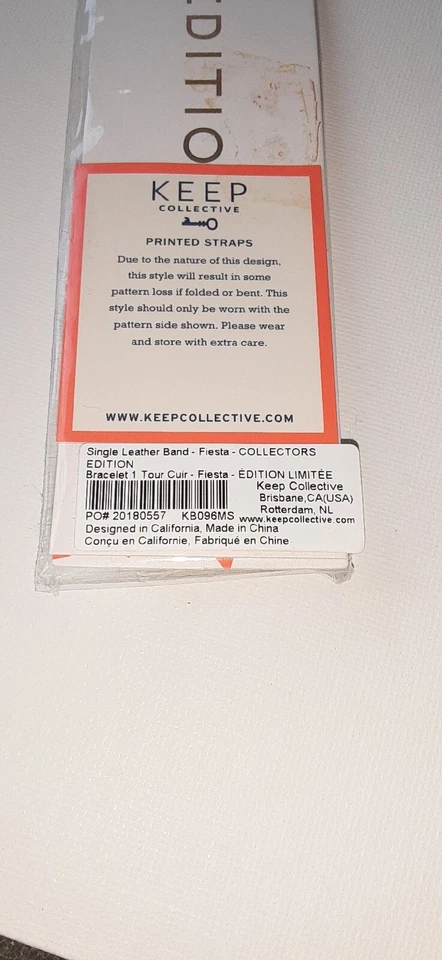 EDITIO
KEEP
COLLECTIVE
PRINTED STRAPS
Due to the nature of this design,
this style will result in some
pattern loss if folded or bent. This
style should only be worn with the
pattern side shown. Please wear
and store with extra care.
WWW.KEEPCOLLECTIVE.COM
Single Leather Band - Fiesta - COLLECTORS
EDITION
Bracelet 1 Tour Cuir - Fiesta - ÉDITION LIMITÉE
Keep Collective
Brisbane,CA(USA)
Rotterdam, NL
PO# 20180557 KB096MS www.keepcollective.com
Designed in California, Made in China
Conçu en Californie, Fabriqué en Chine